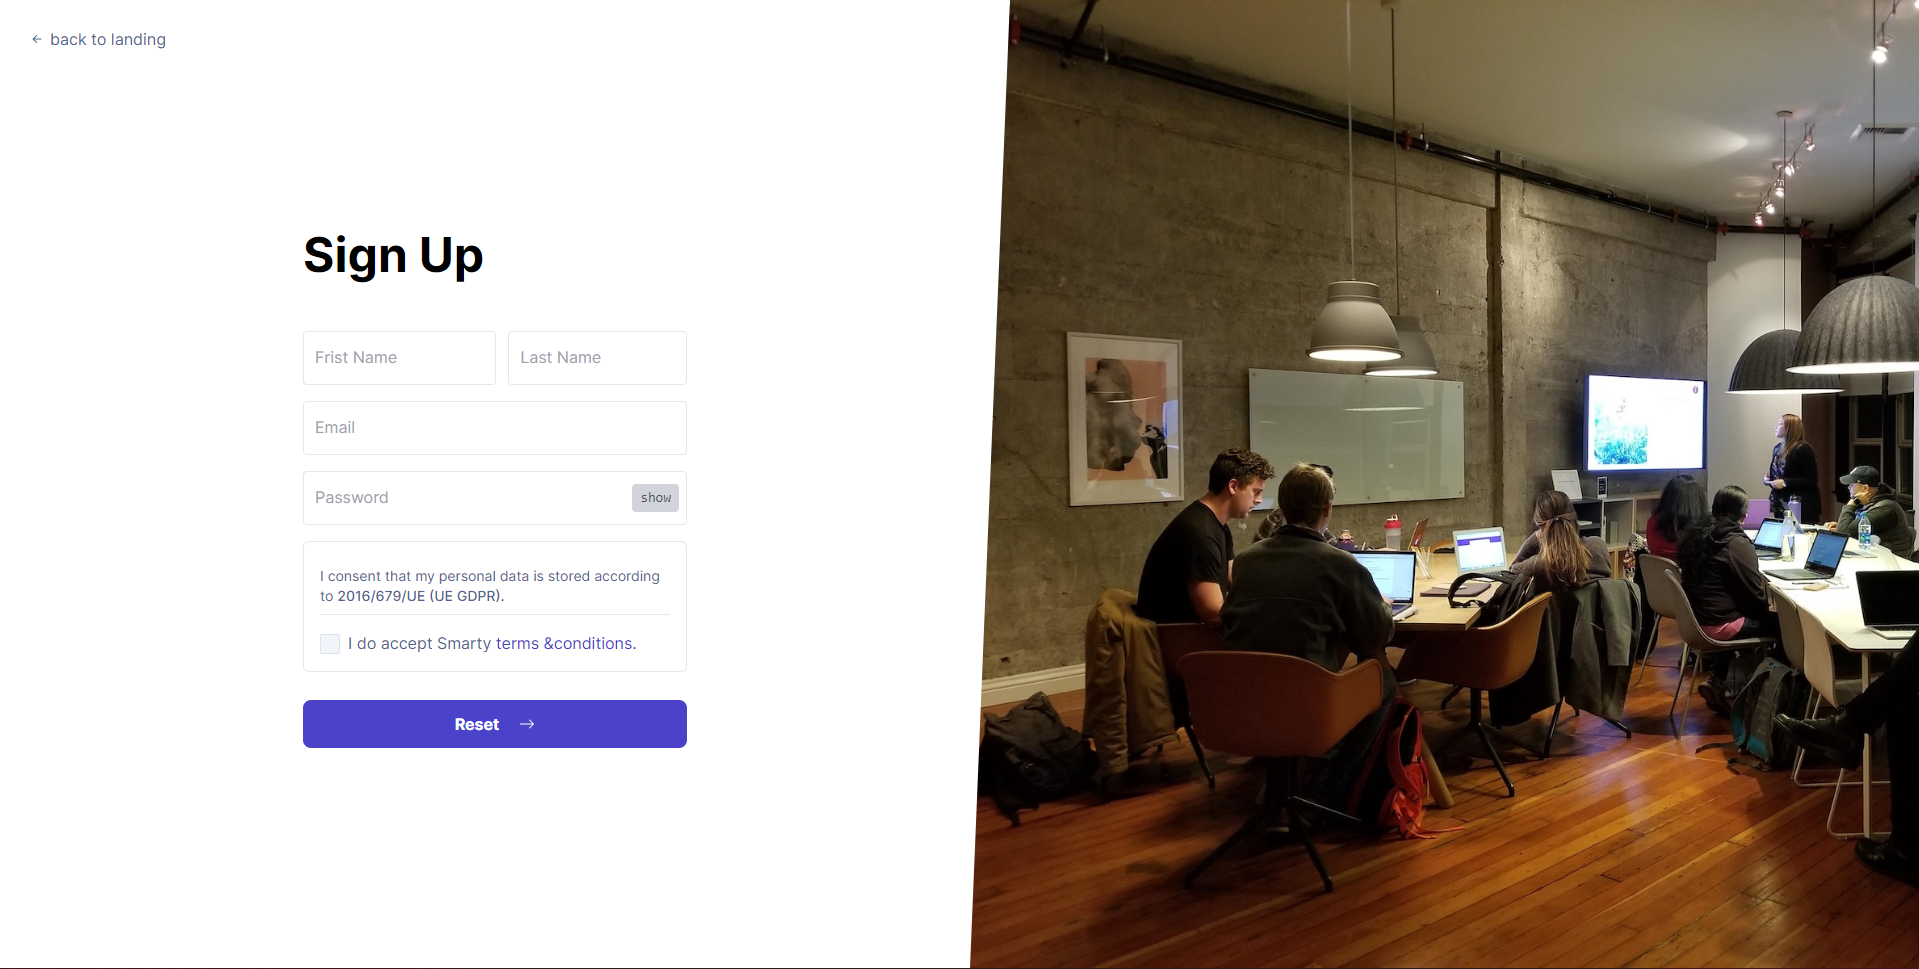 back to landing
Sign Up
Frist Name
Last Name
Email
Password
show
I consent that my personal data is stored according
to 2016/679/UE (UE GDPR).
I do accept Smarty terms &conditions.
Reset